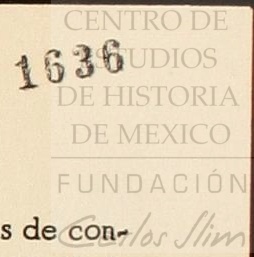 CENTRO DE
1636
ESTUDIOS
DE HISTORIA
DE MEXICO
FUNDACIÓN
s de con-
Carlos Slim